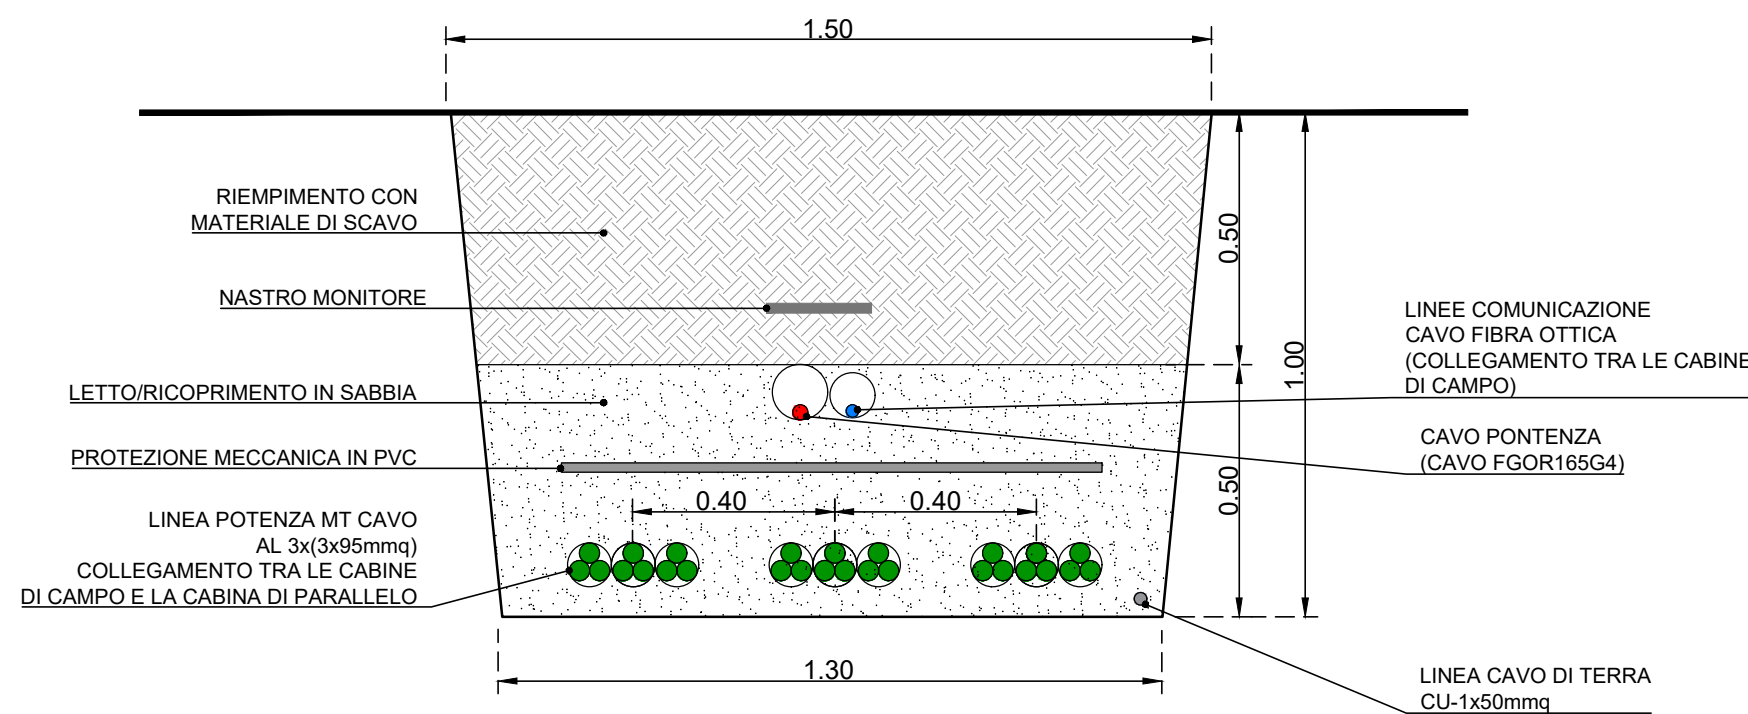 1.50
RIEMPIMENTO CON
MATERIALE DI SCAVO
0.50
NASTRO MONITORE
LINEE COMUNICAZIONE
CAVO FIBRA OTTICA
(COLLEGAMENTO TRA LE CABINE
DI CAMPO)
1.00
LETTO/RICOPRIMENTO IN SABBIA
CAVO PONTENZA
(CAVO FGOR165G4)
PROTEZIONE MECCANICA IN PVC
0.50
0.40
0.40
LINEA POTENZA MT CAVO
AL 3x(3x95mmq)
COLLEGAMENTO TRA LE CABINE
DI CAMPO E LA CABINA DI PARALLELO
1.30
LINEA CAVO DI TERRA
CU-1x50mmq